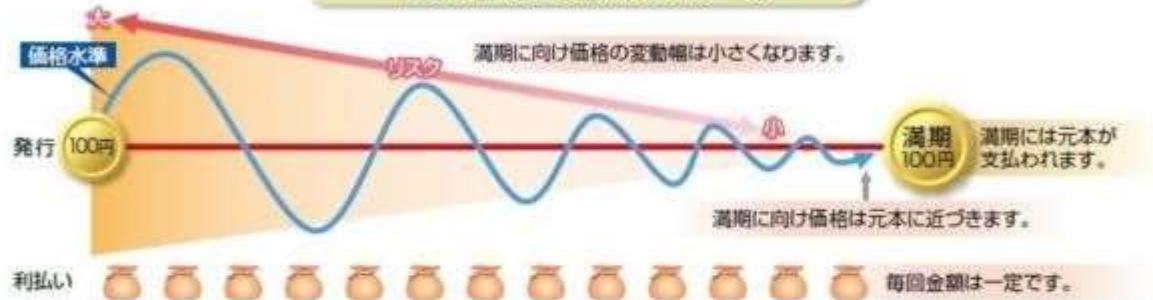 大
価格水準
リスク
満期に向け価格の変動幅は小さくなります。
小
発行
100円
満期
100円
満期には元本が
支払われます。
満期に向け価格は元本に近づきます。
利払い
毎回金額は一定です。